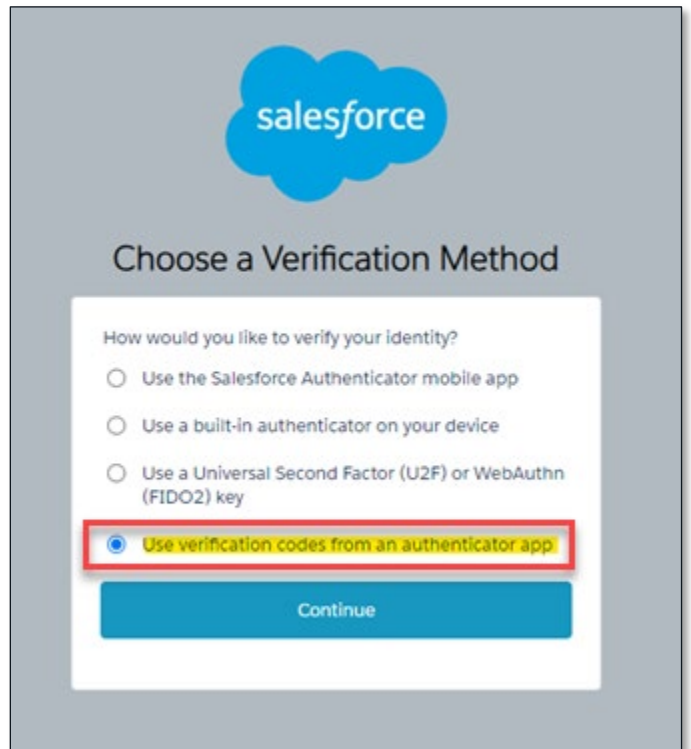 salesforce
Choose a Verification Method
How would you like to verify your identity?
Use the Salesforce Authenticator mobile app
Use a built-in authenticator on your device
Use a Universal Second Factor (U2F) or WebAuthn
(FIDO2) key
Use verification codes from an authenticator app
Continue